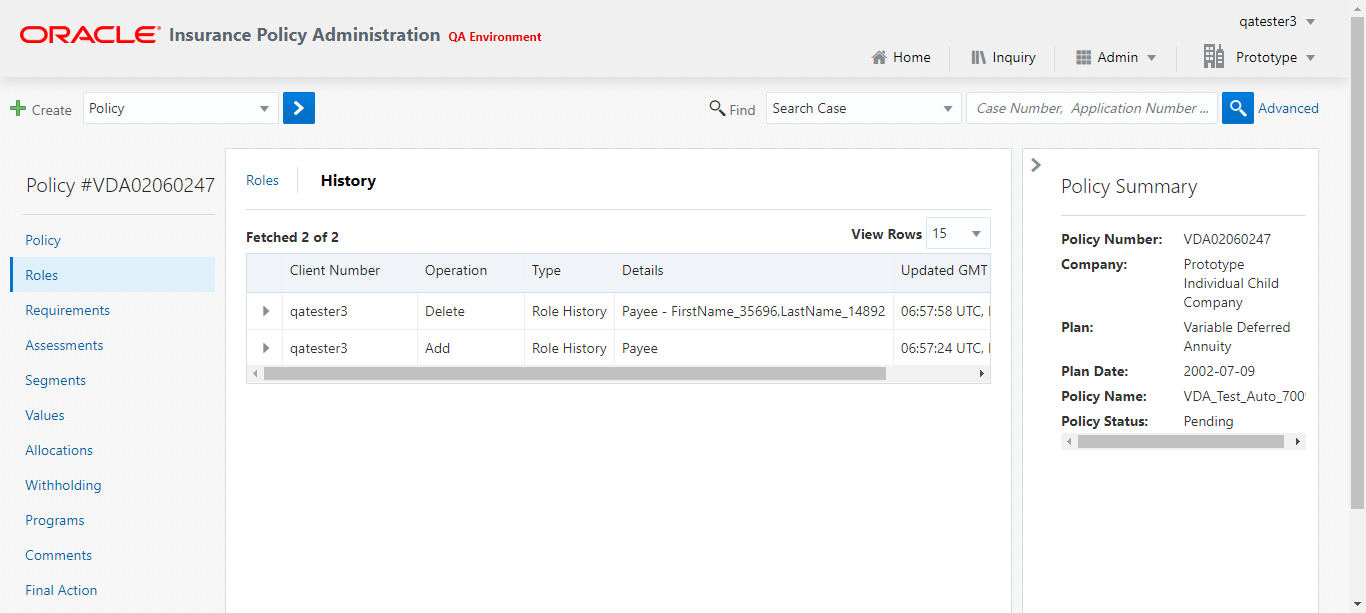 ORACLE Insurance Policy Administration QA Environment
qatester3
Home Inquiry Admin Prototype
Create Policy
Find Search Case Case Number, Application Number ... Advanced
Policy #VDA02060247
Policy
Roles
Requirements
Assessments
Segments
Values
Allocations
Withholding
Programs
Comments
Final Action
Roles History
Fetched 2 of 2 View Rows 15
Client Number Operation Type Details Updated GMT
qatester3 Delete Role History Payee - FirstName_35696,LastName_14892 06:57:58 UTC,
qatester3 Add Role History Payee 06:57:24 UTC,
Policy Summary
Policy Number: VDA02060247
Company: Prototype
Individual Child
Company
Plan: Variable Deferred
Annuity
Plan Date: 2002-07-09
Policy Name: VDA_Test_Auto_700
Policy Status: Pending